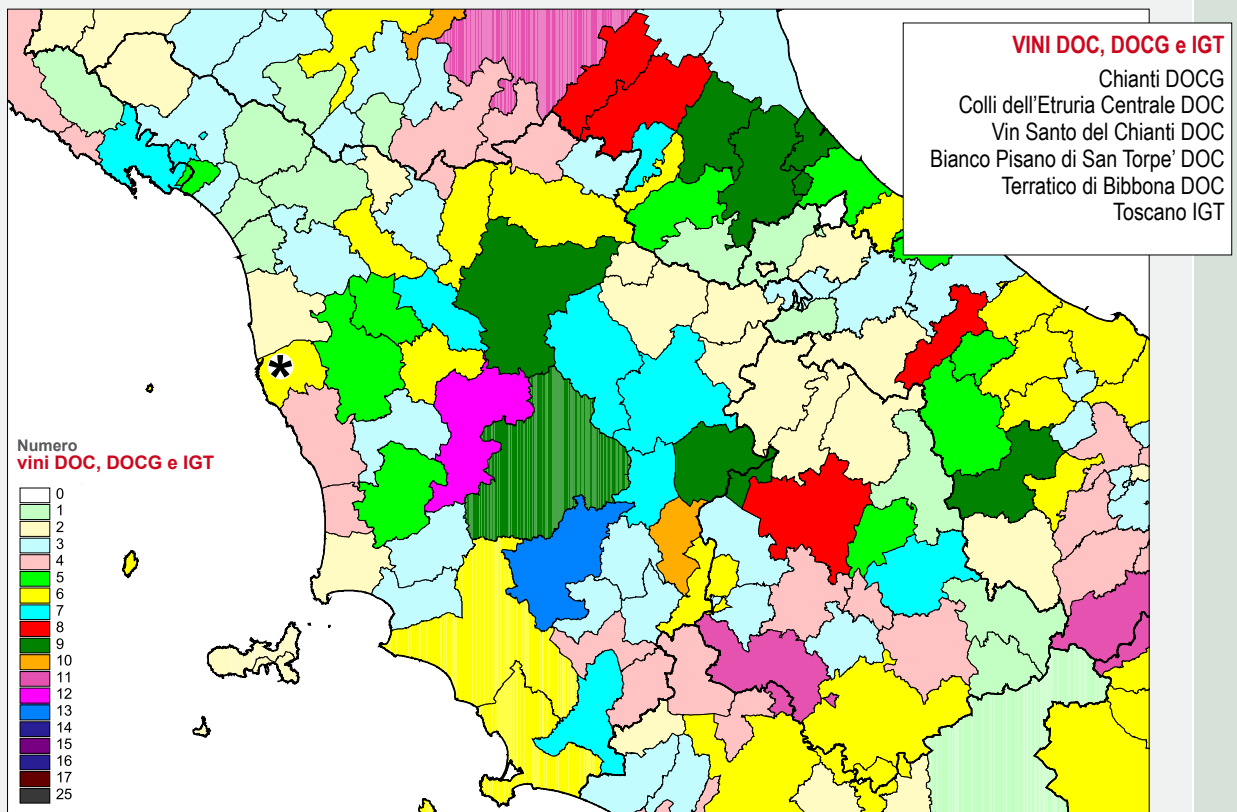 VINI DOC, DOCG e IGT
Chianti DOCG
Colli dell'Etruria Centrale DOC
Vin Santo del Chianti DOC
Bianco Pisano di San Torpe' DOC
Terratico di Bibbona DOC
Toscano IGT
*
Numero
vini DOC, DOCG e IGT
0
1
2
3
4
5
6
7
8
9
10
11
12
13
14
15
16
17
25